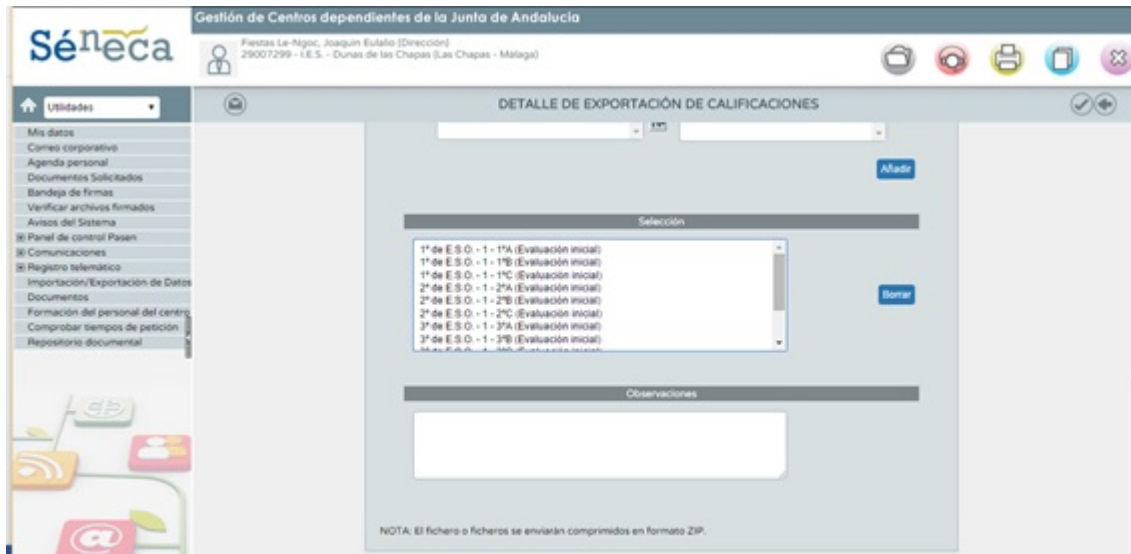 Gestión de Centros dependientes de la Junta de Andalucía
Séneca
Fiestas Le-Ngoc, Joaquin Eulalio (Dirección)
29007299 - I.E.S. - Dunas de las Chapas (Las Chapas - Málaga)
Utilidades
DETALLE DE EXPORTACIÓN DE CALIFICACIONES
Mis datos
Correo corporativo
Agenda personal
Documentos Solicitados
Bandeja de firmas
Verificar archivos firmados
Avisos del Sistema
Panel de control Pasen
Comunicaciones
Registro telemático
Importación/Exportación de Datos
Documentos
Formación del personal del centro
Comprobar tiempos de petición
Repositorio documental
Añadir
Selección
1º de E.S.O. - 1 - 1ºA (Evaluación inicial)
1º de E.S.O. - 1 - 1ºB (Evaluación inicial)
1º de E.S.O. - 1 - 1ºC (Evaluación inicial)
2º de E.S.O. - 1 - 2ºA (Evaluación inicial)
2º de E.S.O. - 1 - 2ºB (Evaluación inicial)
2º de E.S.O. - 1 - 2ºC (Evaluación inicial)
3º de E.S.O. - 1 - 3ºA (Evaluación inicial)
3º de E.S.O. - 1 - 3ºB (Evaluación inicial)
Borrar
Observaciones
NOTA: El fichero o ficheros se enviarán comprimidos en formato ZIP.